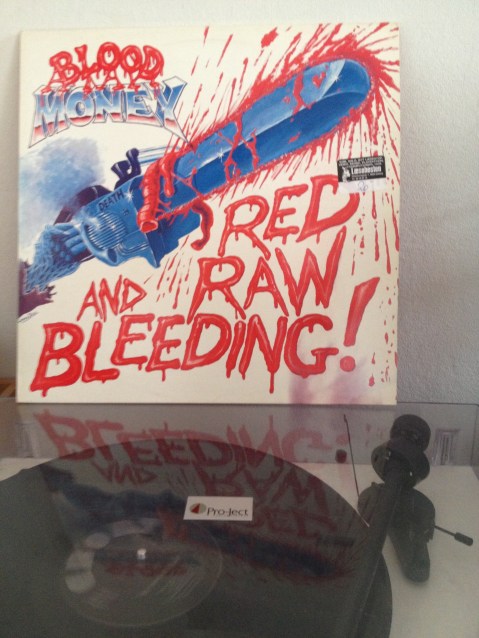 BLOOD
MONEY
DEATH
RED
AND RAW
BLEEDING!
Pro-Ject